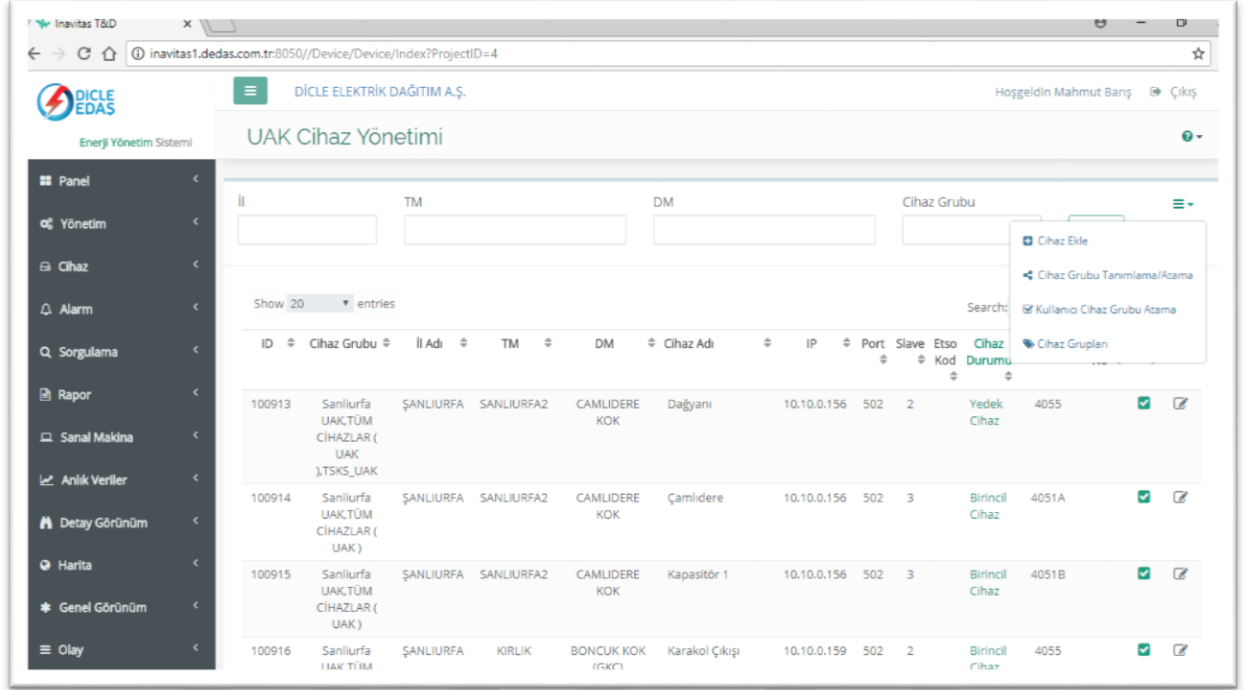 Inavitas T&D
inavitas1.dedas.com.tr:8050//Device/Device/Index?ProjectID=4
DİCLE
EDAŞ
DİCLE ELEKTRİK DAĞITIM A.Ş.
Hoşgeldin Mahmut Barış Çıkış
Enerji Yönetim Sistemi
UAK Cihaz Yönetimi
Panel
Yönetim
Cihaz
Alarm
Sorgulama
Rapor
Sanal Makina
Anlık Veriler
Detay Görünüm
Harita
Genel Görünüm
Olay
İl TM DM Cihaz Grubu
Cihaz Ekle
Cihaz Grubu Tanımlama/Atama
Kullanıcı Cihaz Grubu Atama
Cihaz Grupları
Show 20 entries
Search:
ID Cihaz Grubu İl Adı TM DM Cihaz Adı IP Port Slave Etso Cihaz
Kod Durumu
100913 Sanliurfa ŞANLIURFA SANLIURFA2 CAMLIDERE Dağyanı 10.10.0.156 502 2 Yedek 4055
UAK,TÜM KOK Cihaz
CİHAZLAR (
UAK
),TSKS_UAK
100914 Sanliurfa ŞANLIURFA SANLIURFA2 CAMLIDERE Çamlıdere 10.10.0.156 502 3 Birincil 4051A
UAK,TÜM KOK Cihaz
CİHAZLAR (
UAK )
100915 Sanliurfa ŞANLIURFA SANLIURFA2 CAMLIDERE Kapasitör 1 10.10.0.156 502 3 Birincil 4051B
UAK,TÜM KOK Cihaz
CİHAZLAR (
UAK )
100916 Sanliurfa ŞANLIURFA KIRLIK BONCUK KOK Karakol Çıkışı 10.10.0.159 502 2 Birincil 4055
UAK,TÜM (GKC) Cihaz